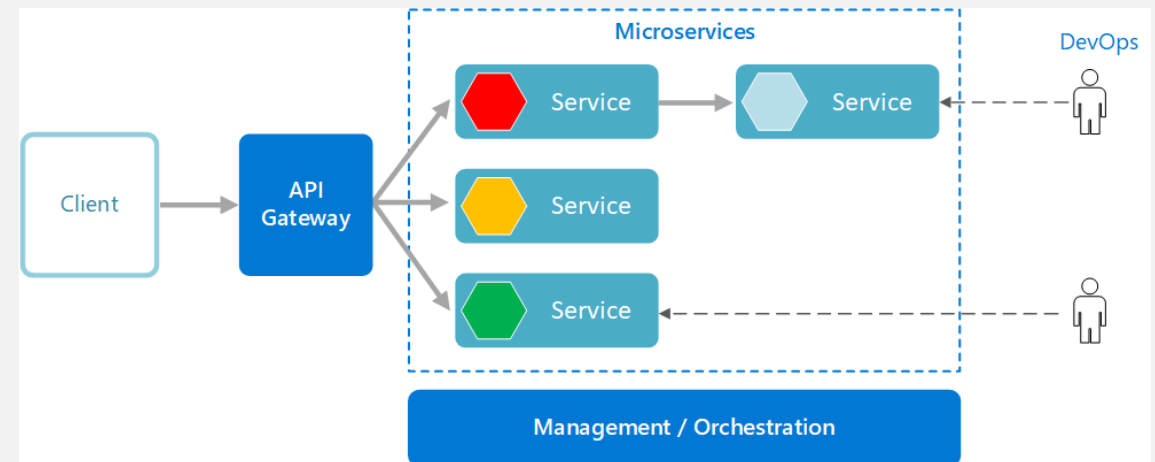 Microservices
DevOps
Service
Service
Client
API
Gateway
Service
Service
Management / Orchestration